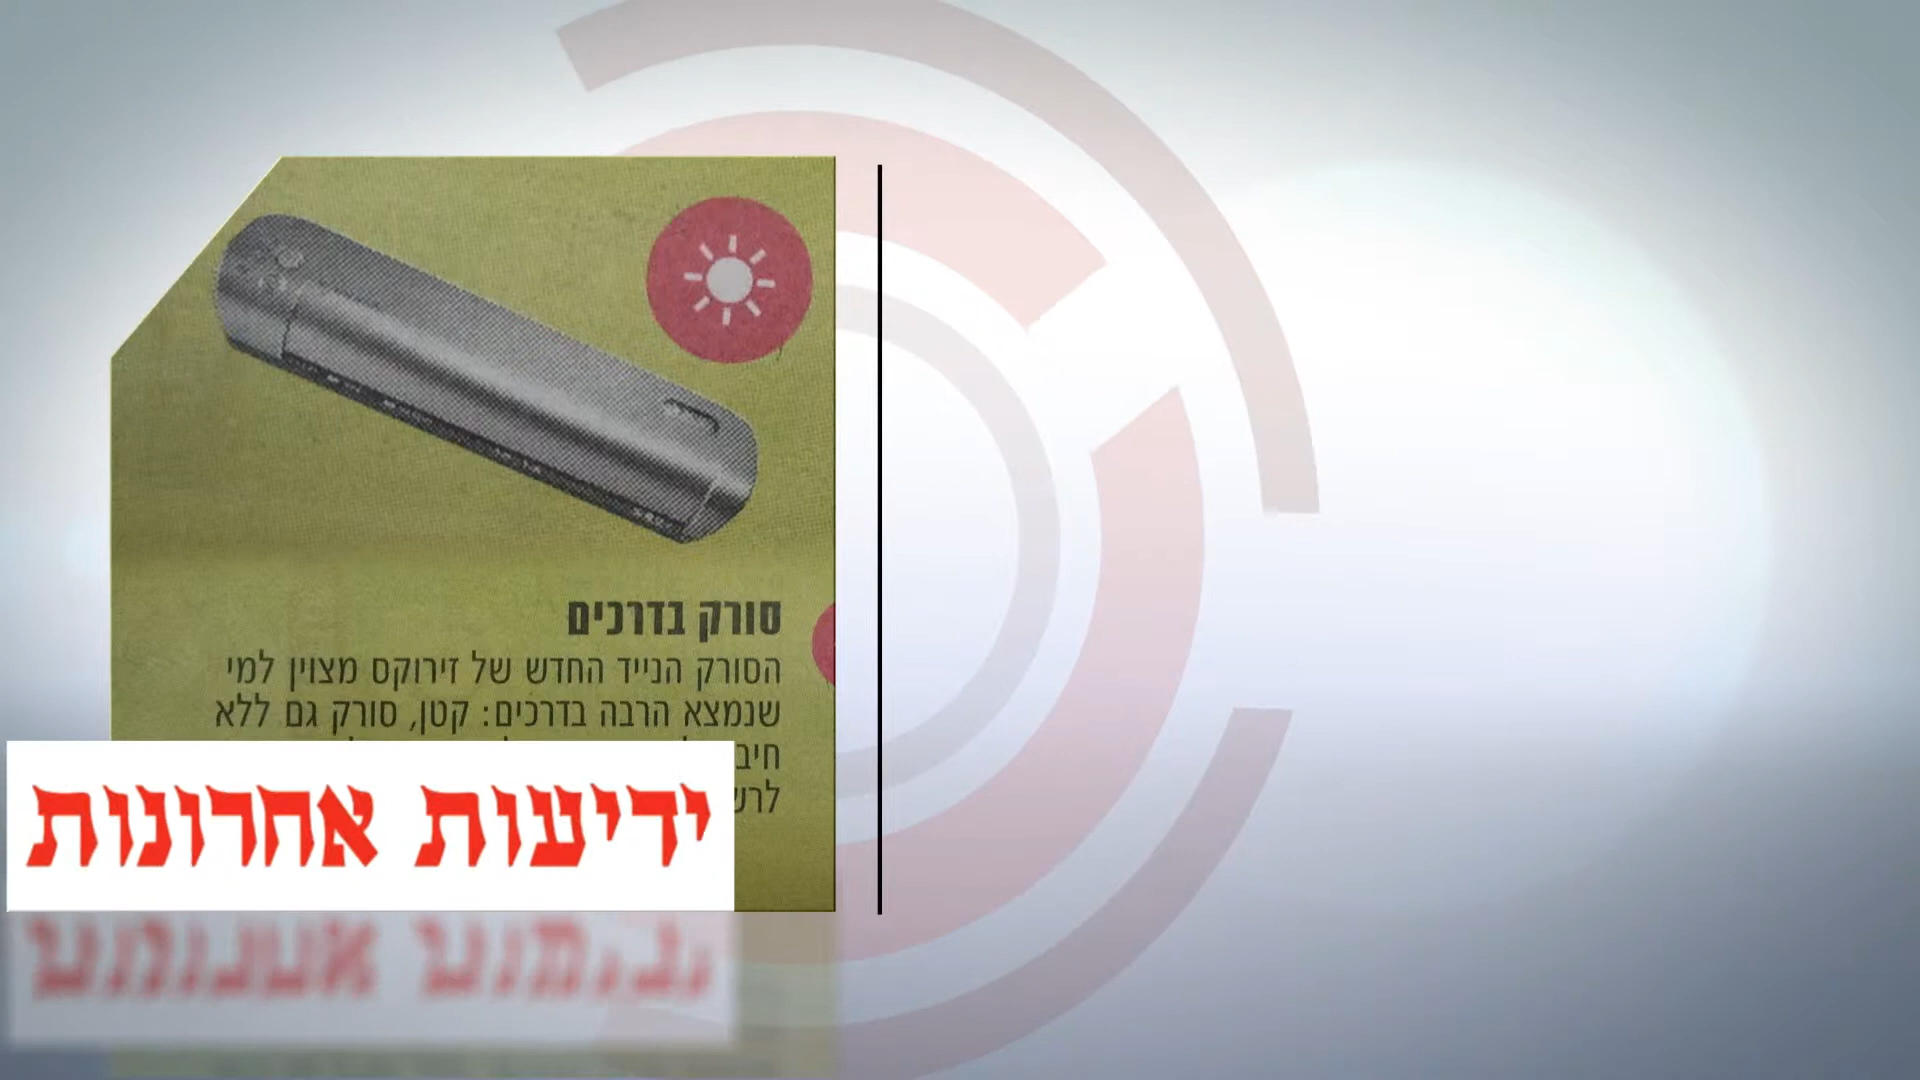 סורק בדרכים
הסורק הנייד החדש של זירוקס מצוין למי
שנמצא הרבה בדרכים: קטן, סורק גם ללא
ידיעות אחרונות